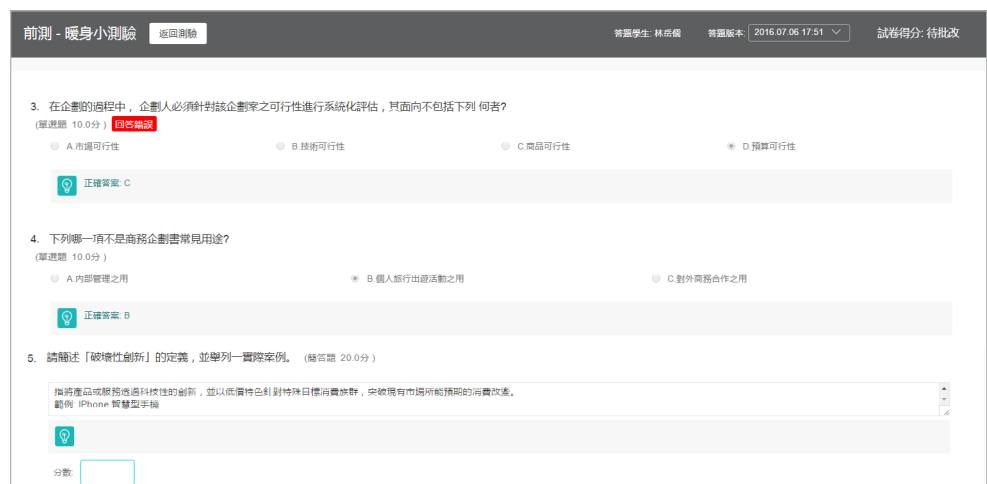 前測 - 暖身小測驗 返回測驗 答題學生: 林岳佃 答題版本: 2016.07.06 17:51 試卷得分: 待批改
3. 在企劃的過程中 , 企劃人必須針對該企劃案之可行性進行系統化評估 , 其面向不包括下列 何者?
(單選題 10.0分 ) 回答錯誤
A.市場可行性 B.技術可行性 C.商品可行性 D.預算可行性
正確答案: C
4. 下列哪一項不是商務企劃書常見用途?
(單選題 10.0分 )
A.內部管理之用 B.個人旅行出遊活動之用 C.對外商務合作之用
正確答案: B
5. 請簡述「破壞性創新」的定義 , 並舉列一實際案例。 (簡答題 20.0分 )
指將產品或服務透過科技性的創新 , 並以低價特色針對特殊目標消費族群 , 突破現有市場所能預期的消費改變。
範例: IPhone 智慧型手機
分數: